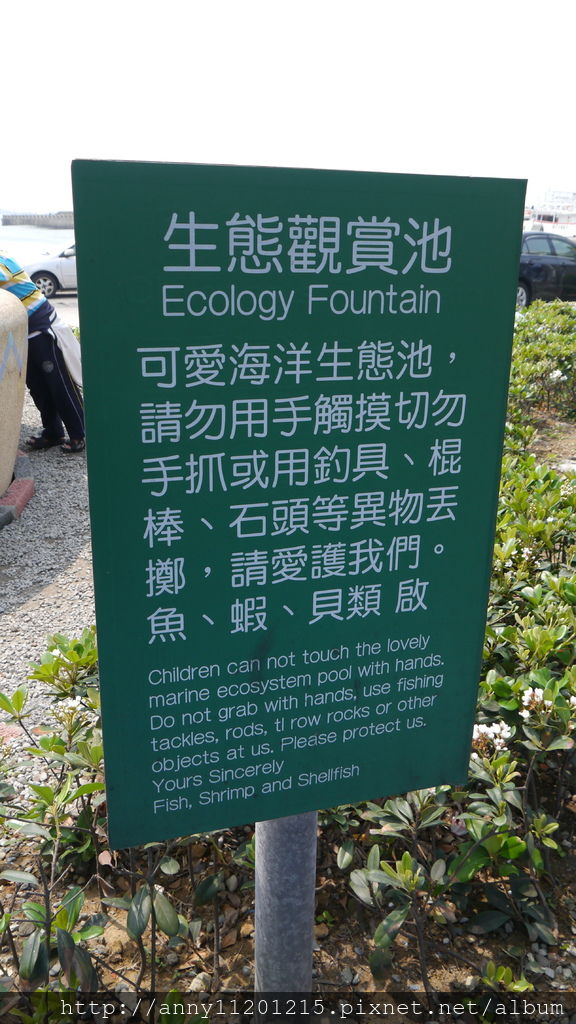 生態觀賞池
Ecology Fountain
可愛海洋生態池，
請勿用手觸摸切勿
手抓或用釣具、棍
棒、石頭等異物丟
擲，請愛護我們。
魚、蝦、貝類 啟
Children can not touch the lovely
marine ecosystem pool with hands.
Do not grab with hands, use fishing
tackles, rods, tl row rocks or other
objects at us. Please protect us.
Yours Sincerely
Fish, Shrimp and Shellfish
http://anny11201215.pixnet.net/album